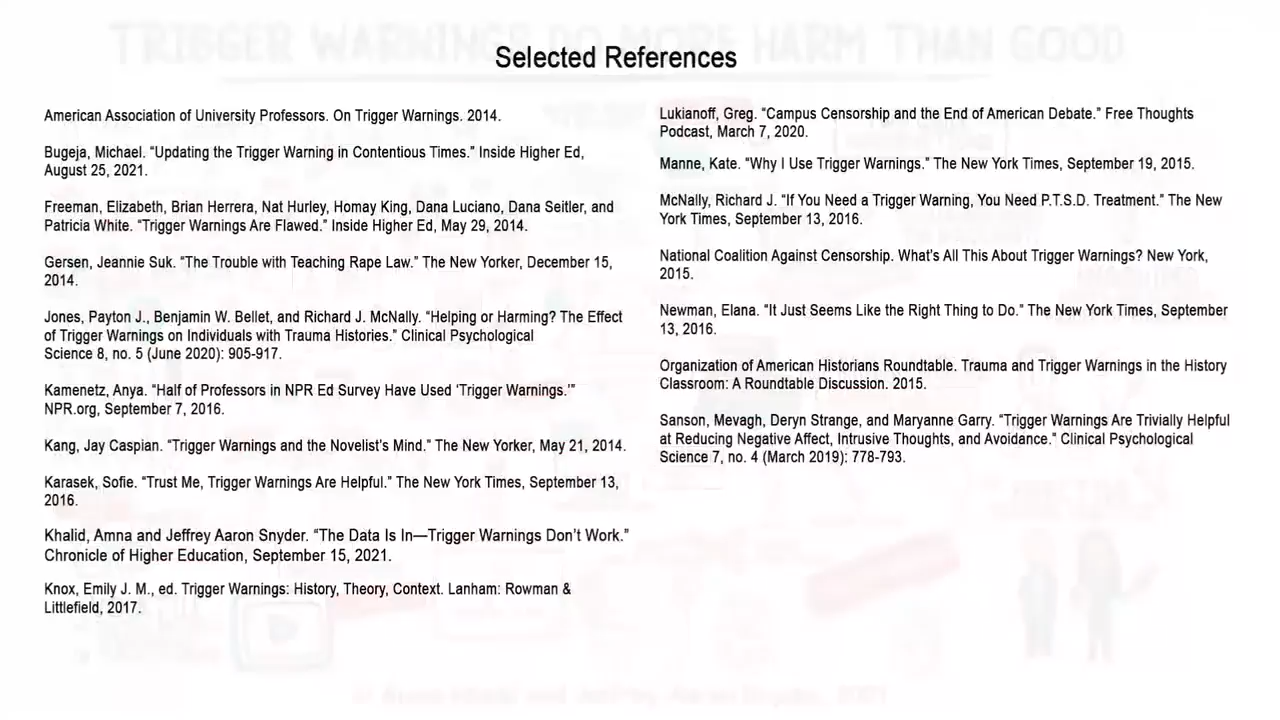 TRIGGER WARNINGS DO MORE HARM THAN GOOD
Selected References
American Association of University Professors. On Trigger Warnings. 2014.
Bugeja, Michael. “Updating the Trigger Warning in Contentious Times.” Inside Higher Ed,
August 25, 2021.
Freeman, Elizabeth, Brian Herrera, Nat Hurley, Homay King, Dana Luciano, Dana Seitler, and
Patricia White. “Trigger Warnings Are Flawed.” Inside Higher Ed, May 29, 2014.
Gersen, Jeannie Suk. “The Trouble with Teaching Rape Law.” The New Yorker, December 15,
2014.
Jones, Payton J., Benjamin W. Bellet, and Richard J. McNally. “Helping or Harming? The Effect
of Trigger Warnings on Individuals with Trauma Histories.” Clinical Psychological
Science 8, no. 5 (June 2020): 905-917.
Kamenetz, Anya. “Half of Professors in NPR Ed Survey Have Used ‘Trigger Warnings.’”
NPR.org, September 7, 2016.
Kang, Jay Caspian. “Trigger Warnings and the Novelist’s Mind.” The New Yorker, May 21, 2014.
Karasek, Sofie. “Trust Me, Trigger Warnings Are Helpful.” The New York Times, September 13,
2016.
Khalid, Amna and Jeffrey Aaron Snyder. “The Data Is In—Trigger Warnings Don’t Work.”
Chronicle of Higher Education, September 15, 2021.
Knox, Emily J. M., ed. Trigger Warnings: History, Theory, Context. Lanham: Rowman &
Littlefield, 2017.
Lukianoff, Greg. “Campus Censorship and the End of American Debate.” Free Thoughts
Podcast, March 7, 2020.
Manne, Kate. “Why I Use Trigger Warnings.” The New York Times, September 19, 2015.
McNally, Richard J. “If You Need a Trigger Warning, You Need P.T.S.D. Treatment.” The New
York Times, September 13, 2016.
National Coalition Against Censorship. What’s All This About Trigger Warnings? New York,
2015.
Newman, Elana. “It Just Seems Like the Right Thing to Do.” The New York Times, September
13, 2016.
Organization of American Historians Roundtable. Trauma and Trigger Warnings in the History
Classroom: A Roundtable Discussion. 2015.
Sanson, Mevagh, Deryn Strange, and Maryanne Garry. “Trigger Warnings Are Trivially Helpful
at Reducing Negative Affect, Intrusive Thoughts, and Avoidance.” Clinical Psychological
Science 7, no. 4 (March 2019): 778-793.